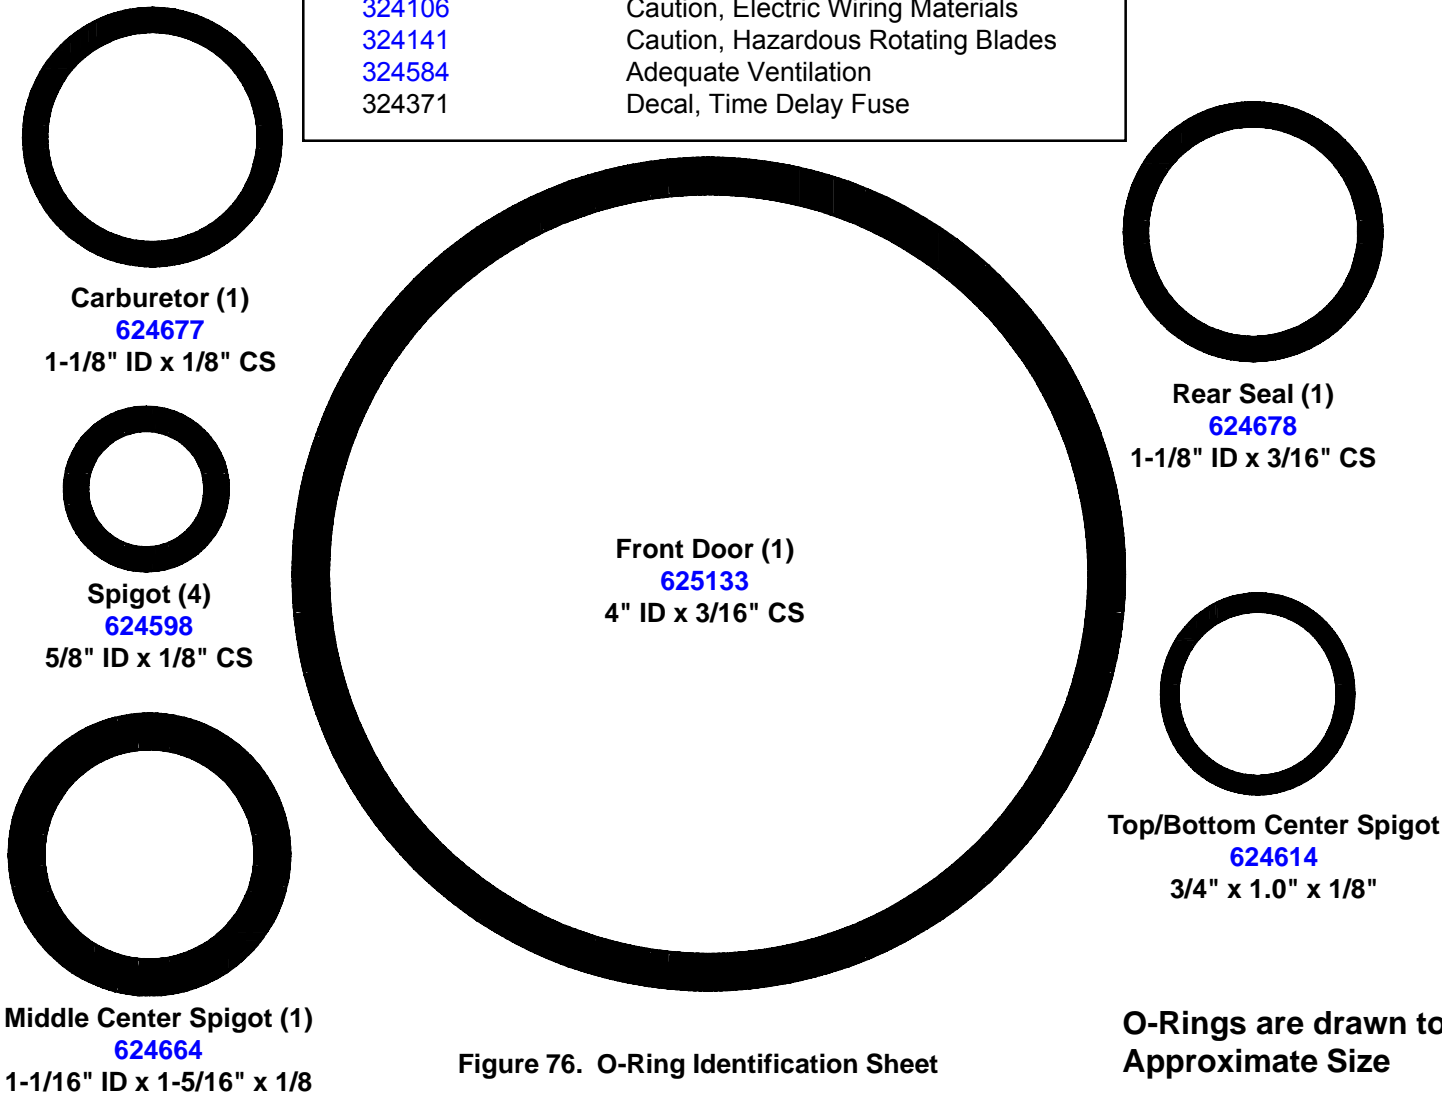 324106 Caution, Electric Wiring Materials
324141 Caution, Hazardous Rotating Blades
324584 Adequate Ventilation
324371 Decal, Time Delay Fuse
Carburetor (1)
624677
1-1/8" ID x 1/8" CS
Rear Seal (1)
624678
1-1/8" ID x 3/16" CS
Spigot (4)
624598
5/8" ID x 1/8" CS
Front Door (1)
625133
4" ID x 3/16" CS
Top/Bottom Center Spigot
624614
3/4" x 1.0" x 1/8"
Middle Center Spigot (1)
624664
1-1/16" ID x 1-5/16" x 1/8
Figure 76. O-Ring Identification Sheet
O-Rings are drawn to
Approximate Size